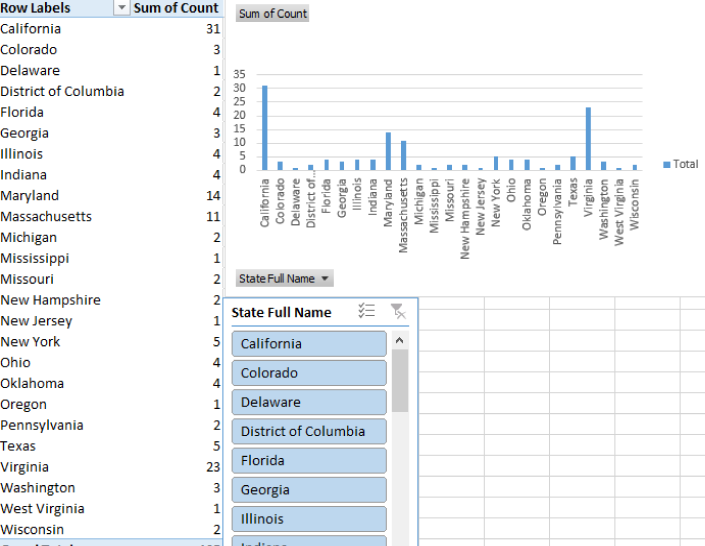 Row Labels Sum of Count
California 31
Colorado 3
Delaware 1
District of Columbia 2
Florida 4
Georgia 3
Illinois 4
Indiana 4
Maryland 14
Massachusetts 11
Michigan 2
Mississippi 1
Missouri 2
New Hampshire 2
New Jersey 1
New York 5
Ohio 4
Oklahoma 4
Oregon 1
Pennsylvania 2
Texas 5
Virginia 23
Washington 3
West Virginia 1
Wisconsin 2
Sum of Count
35
30
25
20
15
10
5
0
California
Colorado
Delaware
District of...
Florida
Georgia
Illinois
Indiana
Maryland
Massachusetts
Michigan
Mississippi
Missouri
New Hampshire
New Jersey
New York
Ohio
Oklahoma
Oregon
Pennsylvania
Texas
Virginia
Washington
West Virginia
Wisconsin
Total
State Full Name
State Full Name
California
Colorado
Delaware
District of Columbia
Florida
Georgia
Illinois